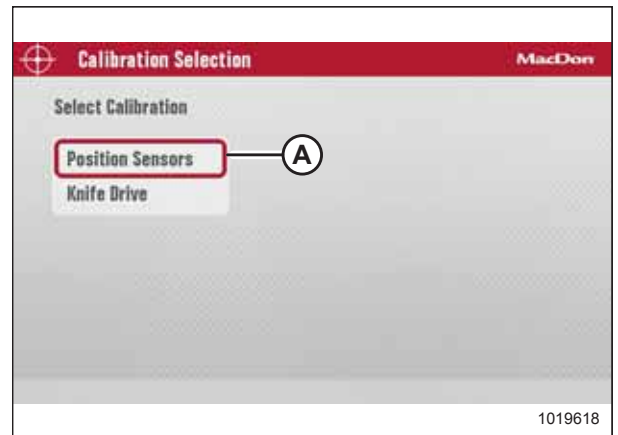 Calibration Selection MacDon
Select Calibration
Position Sensors A
Knife Drive
1019618